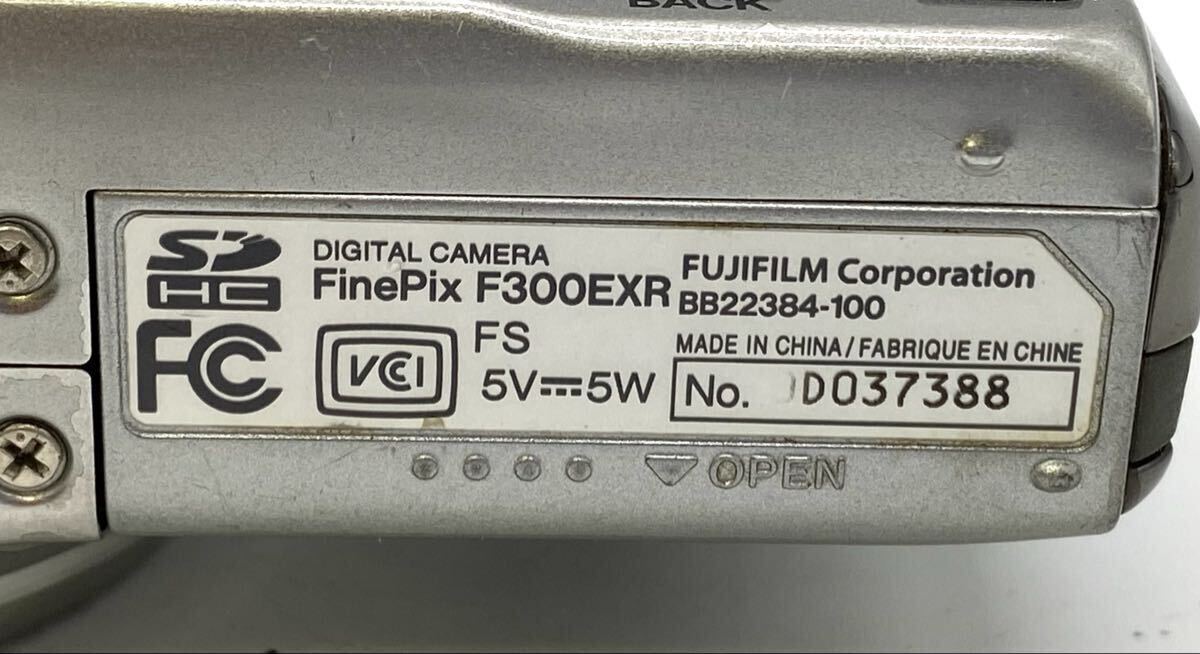 BACK
SD
HC
FC
DIGITAL CAMERA
FinePix F300EXR
VCCI
FS
5V⎓5W
FUJIFILM Corporation
BB22384-100
MADE IN CHINA/FABRIQUE EN CHINE
No. D037388
▽ OPEN